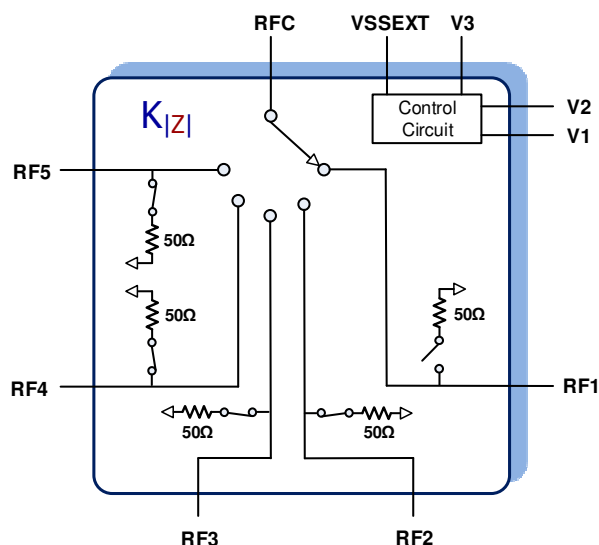 RFC VSSEXT V3
K|Z|
Control
Circuit
V2
V1
RF5
50Ω
50Ω
50Ω
RF4
RF1
50Ω
50Ω
RF3
RF2